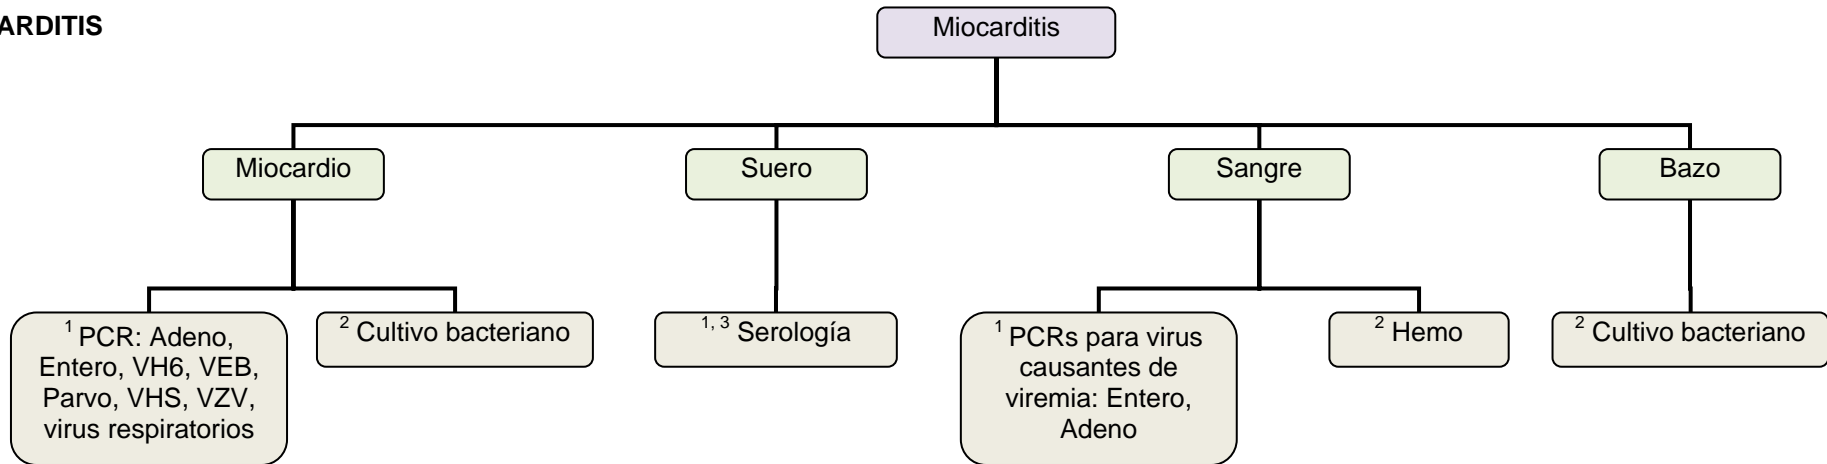 ARDITIS
Miocarditis
Miocardio
Suero
Sangre
Bazo
1 PCR: Adeno,
Entero, VH6, VEB,
Parvo, VHS, VZV,
virus respiratorios
2 Cultivo bacteriano
1, 3 Serología
1 PCRs para virus
causantes de
viremia: Entero,
Adeno
2 Hemo
2 Cultivo bacteriano